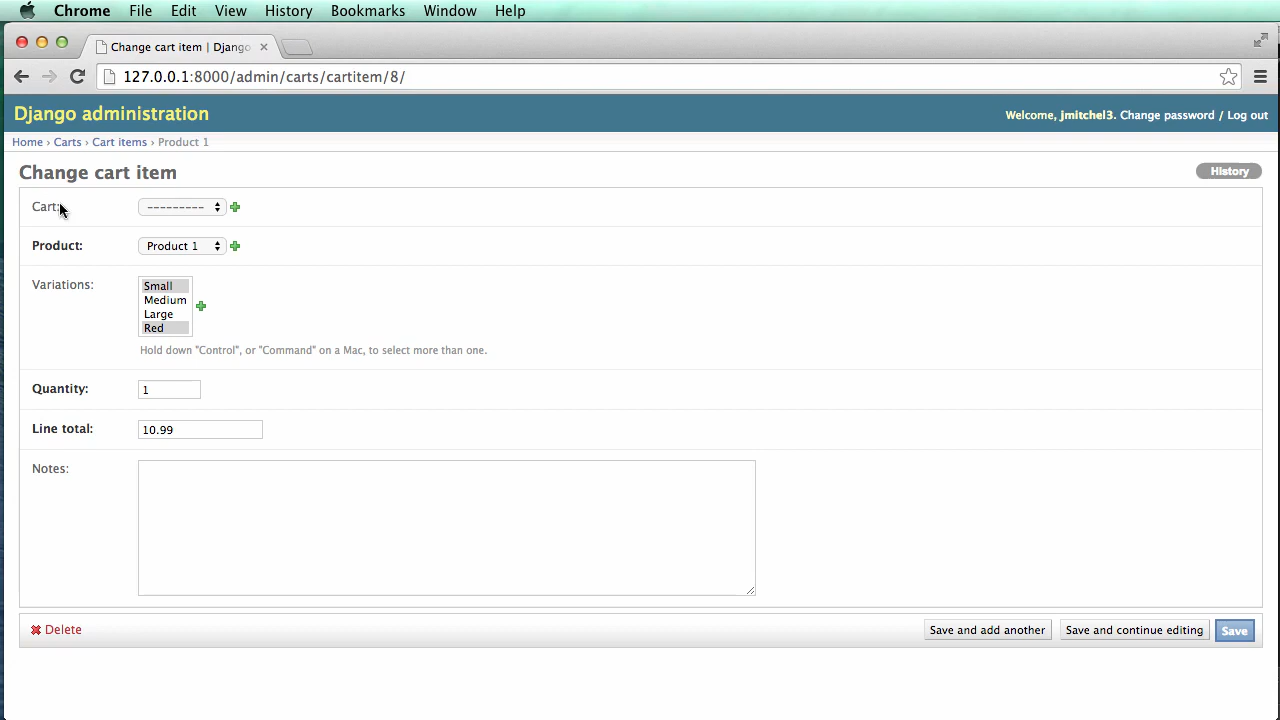 Chrome File Edit View History Bookmarks Window Help
Change cart item | Django
127.0.0.1:8000/admin/carts/cartitem/8/
Django administration
Welcome, jmitchel3. Change password / Log out
Home › Carts › Cart items › Product 1
Change cart item
History
Cart: ---------
Product: Product 1
Variations: Small
Medium
Large
Red
Hold down "Control", or "Command" on a Mac, to select more than one.
Quantity: 1
Line total: 10.99
Notes:
Delete Save and add another Save and continue editing Save